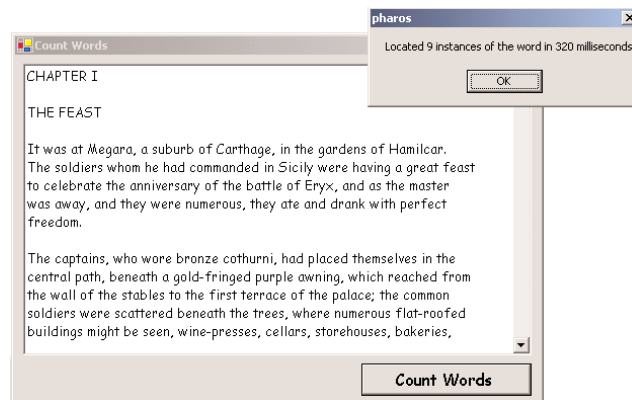 pharos
Located 9 instances of the word in 320 milliseconds
OK
Count Words
CHAPTER I
THE FEAST
It was at Megara, a suburb of Carthage, in the gardens of Hamilcar.
The soldiers whom he had commanded in Sicily were having a great feast
to celebrate the anniversary of the battle of Eryx, and as the master
was away, and they were numerous, they ate and drank with perfect
freedom.
The captains, who wore bronze cothurni, had placed themselves in the
central path, beneath a gold-fringed purple awning, which reached from
the wall of the stables to the first terrace of the palace; the common
soldiers were scattered beneath the trees, where numerous flat-roofed
buildings might be seen, wine-presses, cellars, storehouses, bakeries,
Count Words